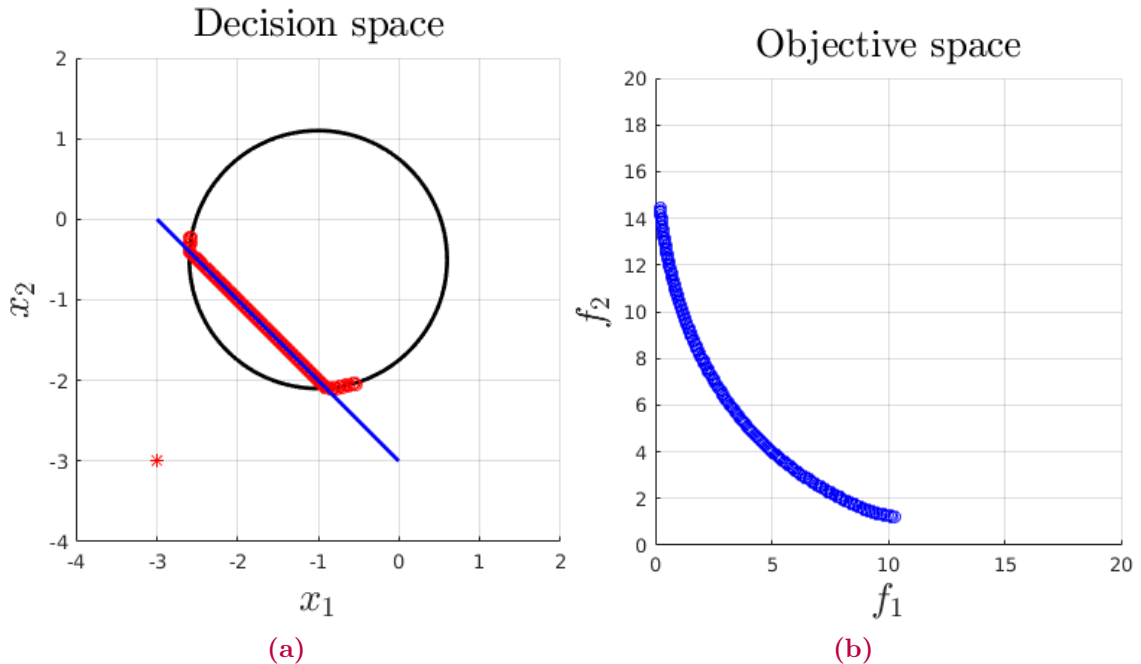 Decision space
2
1
0
-1
-2
-3
-4
x₂
-4 -3 -2 -1 0 1 2
x₁
(a)
Objective space
20
18
16
14
12
10
8
6
4
2
0
f₂
0 5 10 15 20
f₁
(b)